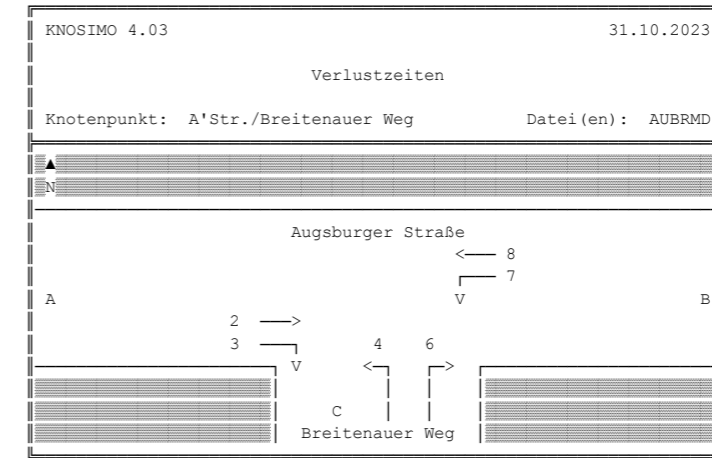 KNOSIMO 4.03 31.10.2023
Verlustzeiten
Knotenpunkt: A'Str./Breitenauer Weg Datei(en): AUBRMD
▲
N
Augsburger Straße
<─── 8
┌─── 7
A V B
2 ───>
3 ───┐ 4 6
V <─┐ ┌─>
C
Breitenauer Weg